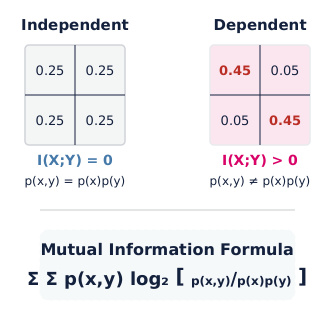 Independent
0.25 0.25
0.25 0.25
I(X;Y) = 0
p(x,y) = p(x)p(y)
Dependent
0.45 0.05
0.05 0.45
I(X;Y) > 0
p(x,y) ≠ p(x)p(y)
Mutual Information Formula
Σ Σ p(x,y) log₂ [ p(x,y)/p(x)p(y) ]